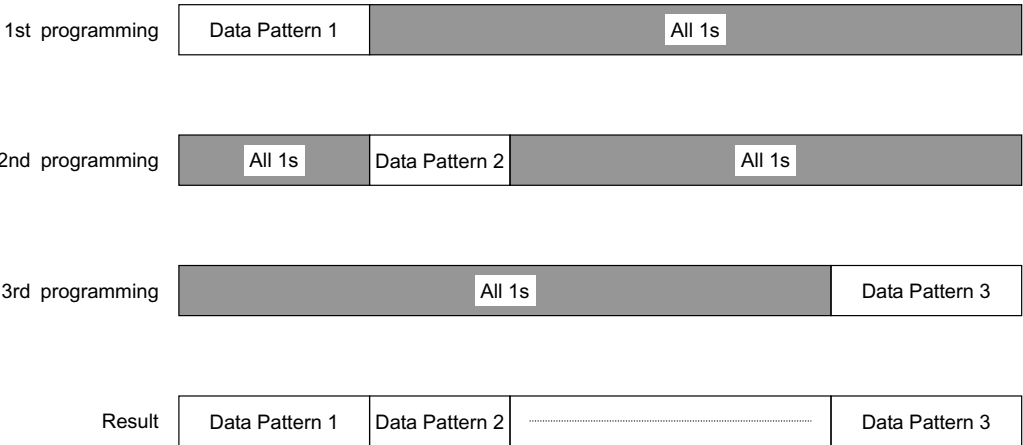 1st programming Data Pattern 1 All 1s
2nd programming All 1s Data Pattern 2 All 1s
3rd programming All 1s Data Pattern 3
Result Data Pattern 1 Data Pattern 2 Data Pattern 3